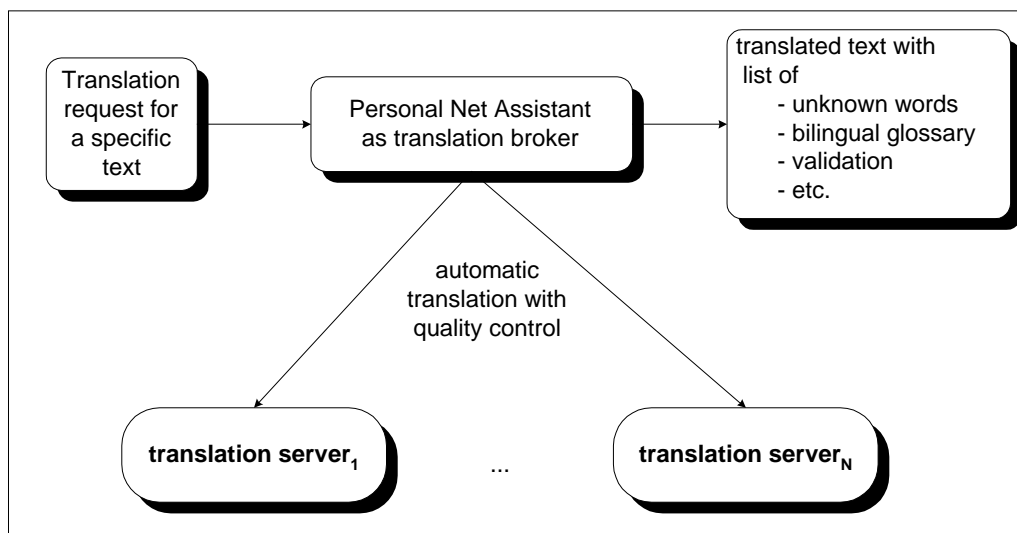 Translation
request for
a specific
text
Personal Net Assistant
as translation broker
translated text with
list of
- unknown words
- bilingual glossary
- validation
- etc.
automatic
translation with
quality control
translation server1
...
translation serverN